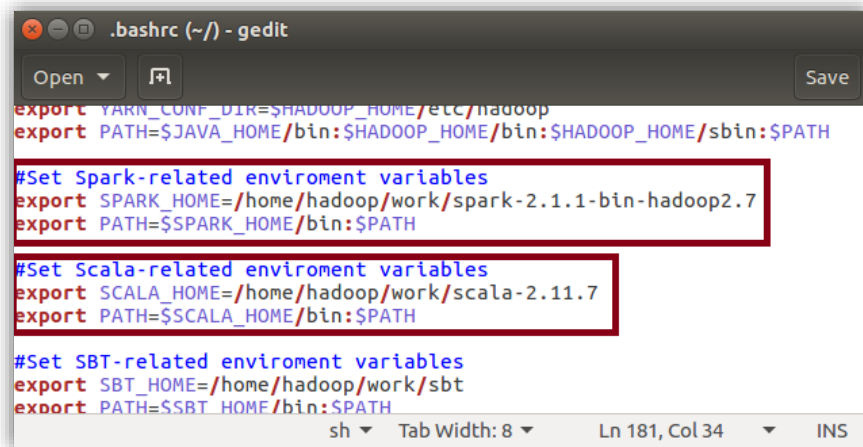 .bashrc (~/) - gedit
Open Save
export YARN_CONF_DIR=$HADOOP_HOME/etc/hadoop
export PATH=$JAVA_HOME/bin:$HADOOP_HOME/bin:$HADOOP_HOME/sbin:$PATH
#Set Spark-related enviroment variables
export SPARK_HOME=/home/hadoop/work/spark-2.1.1-bin-hadoop2.7
export PATH=$SPARK_HOME/bin:$PATH
#Set Scala-related enviroment variables
export SCALA_HOME=/home/hadoop/work/scala-2.11.7
export PATH=$SCALA_HOME/bin:$PATH
#Set SBT-related enviroment variables
export SBT_HOME=/home/hadoop/work/sbt
export PATH=$SBT_HOME/bin:$PATH
sh Tab Width: 8 Ln 181, Col 34 INS